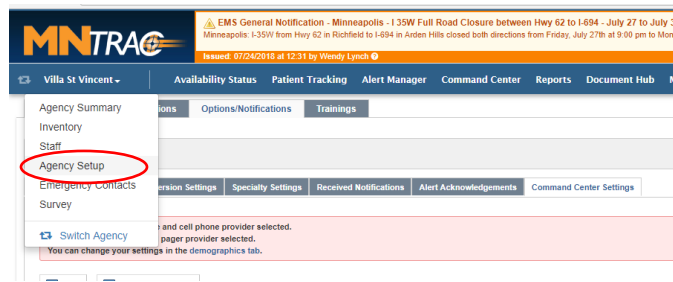 MNTRAC
EMS General Notification - Minneapolis - I 35W Full Road Closure between Hwy 62 to I-694 - July 27 to July
Minneapolis: I-35W from Hwy 62 in Richfield to I-694 in Arden Hills closed both directions from Friday, July 27th at 9:00 pm to Mon
Issued: 07/24/2018 at 12:31 by Wendy Lynch
Villa St Vincent Availability Status Patient Tracking Alert Manager Command Center Reports Document Hub
Agency Summary
ions Options/Notifications Trainings
Inventory
Staff
Agency Setup
Emergency Contacts
ersion Settings Specialty Settings Received Notifications Alert Acknowledgements Command Center Settings
Survey
e and cell phone provider selected.
Switch Agency
pager provider selected.
You can change your settings in the demographics tab.